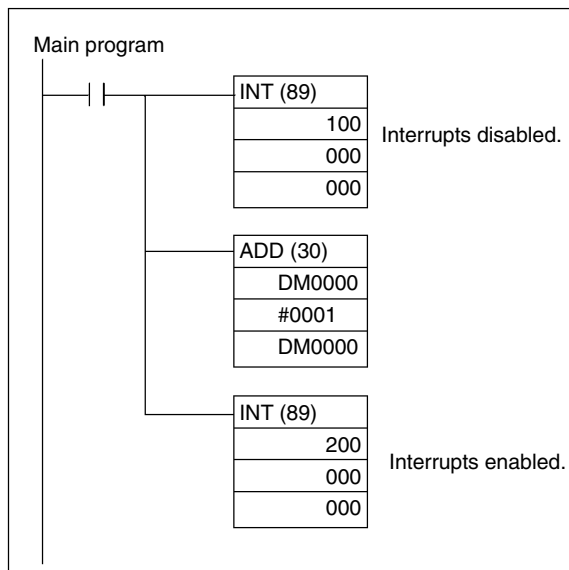 Main program
INT (89)
100
000
000
Interrupts disabled.
ADD (30)
DM0000
#0001
DM0000
INT (89)
200
000
000
Interrupts enabled.